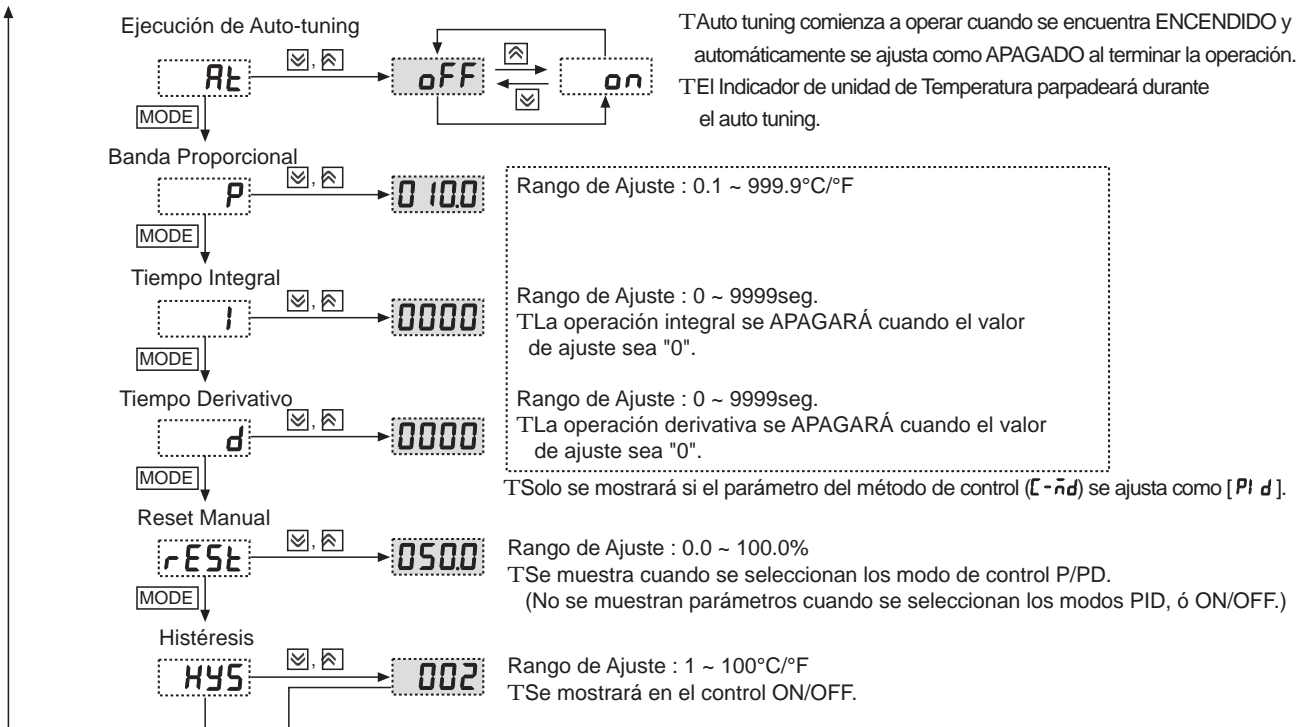 Ejecución de Auto-tuning
At
oFF
on
MODE
TAuto tuning comienza a operar cuando se encuentra ENCENDIDO y
automáticamente se ajusta como APAGADO al terminar la operación.
TEl Indicador de unidad de Temperatura parpadeará durante
el auto tuning.
Banda Proporcional
P
010.0
MODE
Rango de Ajuste : 0.1 ~ 999.9°C/°F
Tiempo Integral
I
0000
MODE
Rango de Ajuste : 0 ~ 9999seg.
TLa operación integral se APAGARÁ cuando el valor
de ajuste sea "0".
Tiempo Derivativo
d
0000
MODE
Rango de Ajuste : 0 ~ 9999seg.
TLa operación derivativa se APAGARÁ cuando el valor
de ajuste sea "0".
TSolo se mostrará si el parámetro del método de control (C-n̄d) se ajusta como [ PI d ].
Reset Manual
rESt
050.0
MODE
Rango de Ajuste : 0.0 ~ 100.0%
TSe muestra cuando se seleccionan los modo de control P/PD.
(No se muestran parámetros cuando se seleccionan los modos PID, ó ON/OFF.)
Histéresis
HYS
002
Rango de Ajuste : 1 ~ 100°C/°F
TSe mostrará en el control ON/OFF.